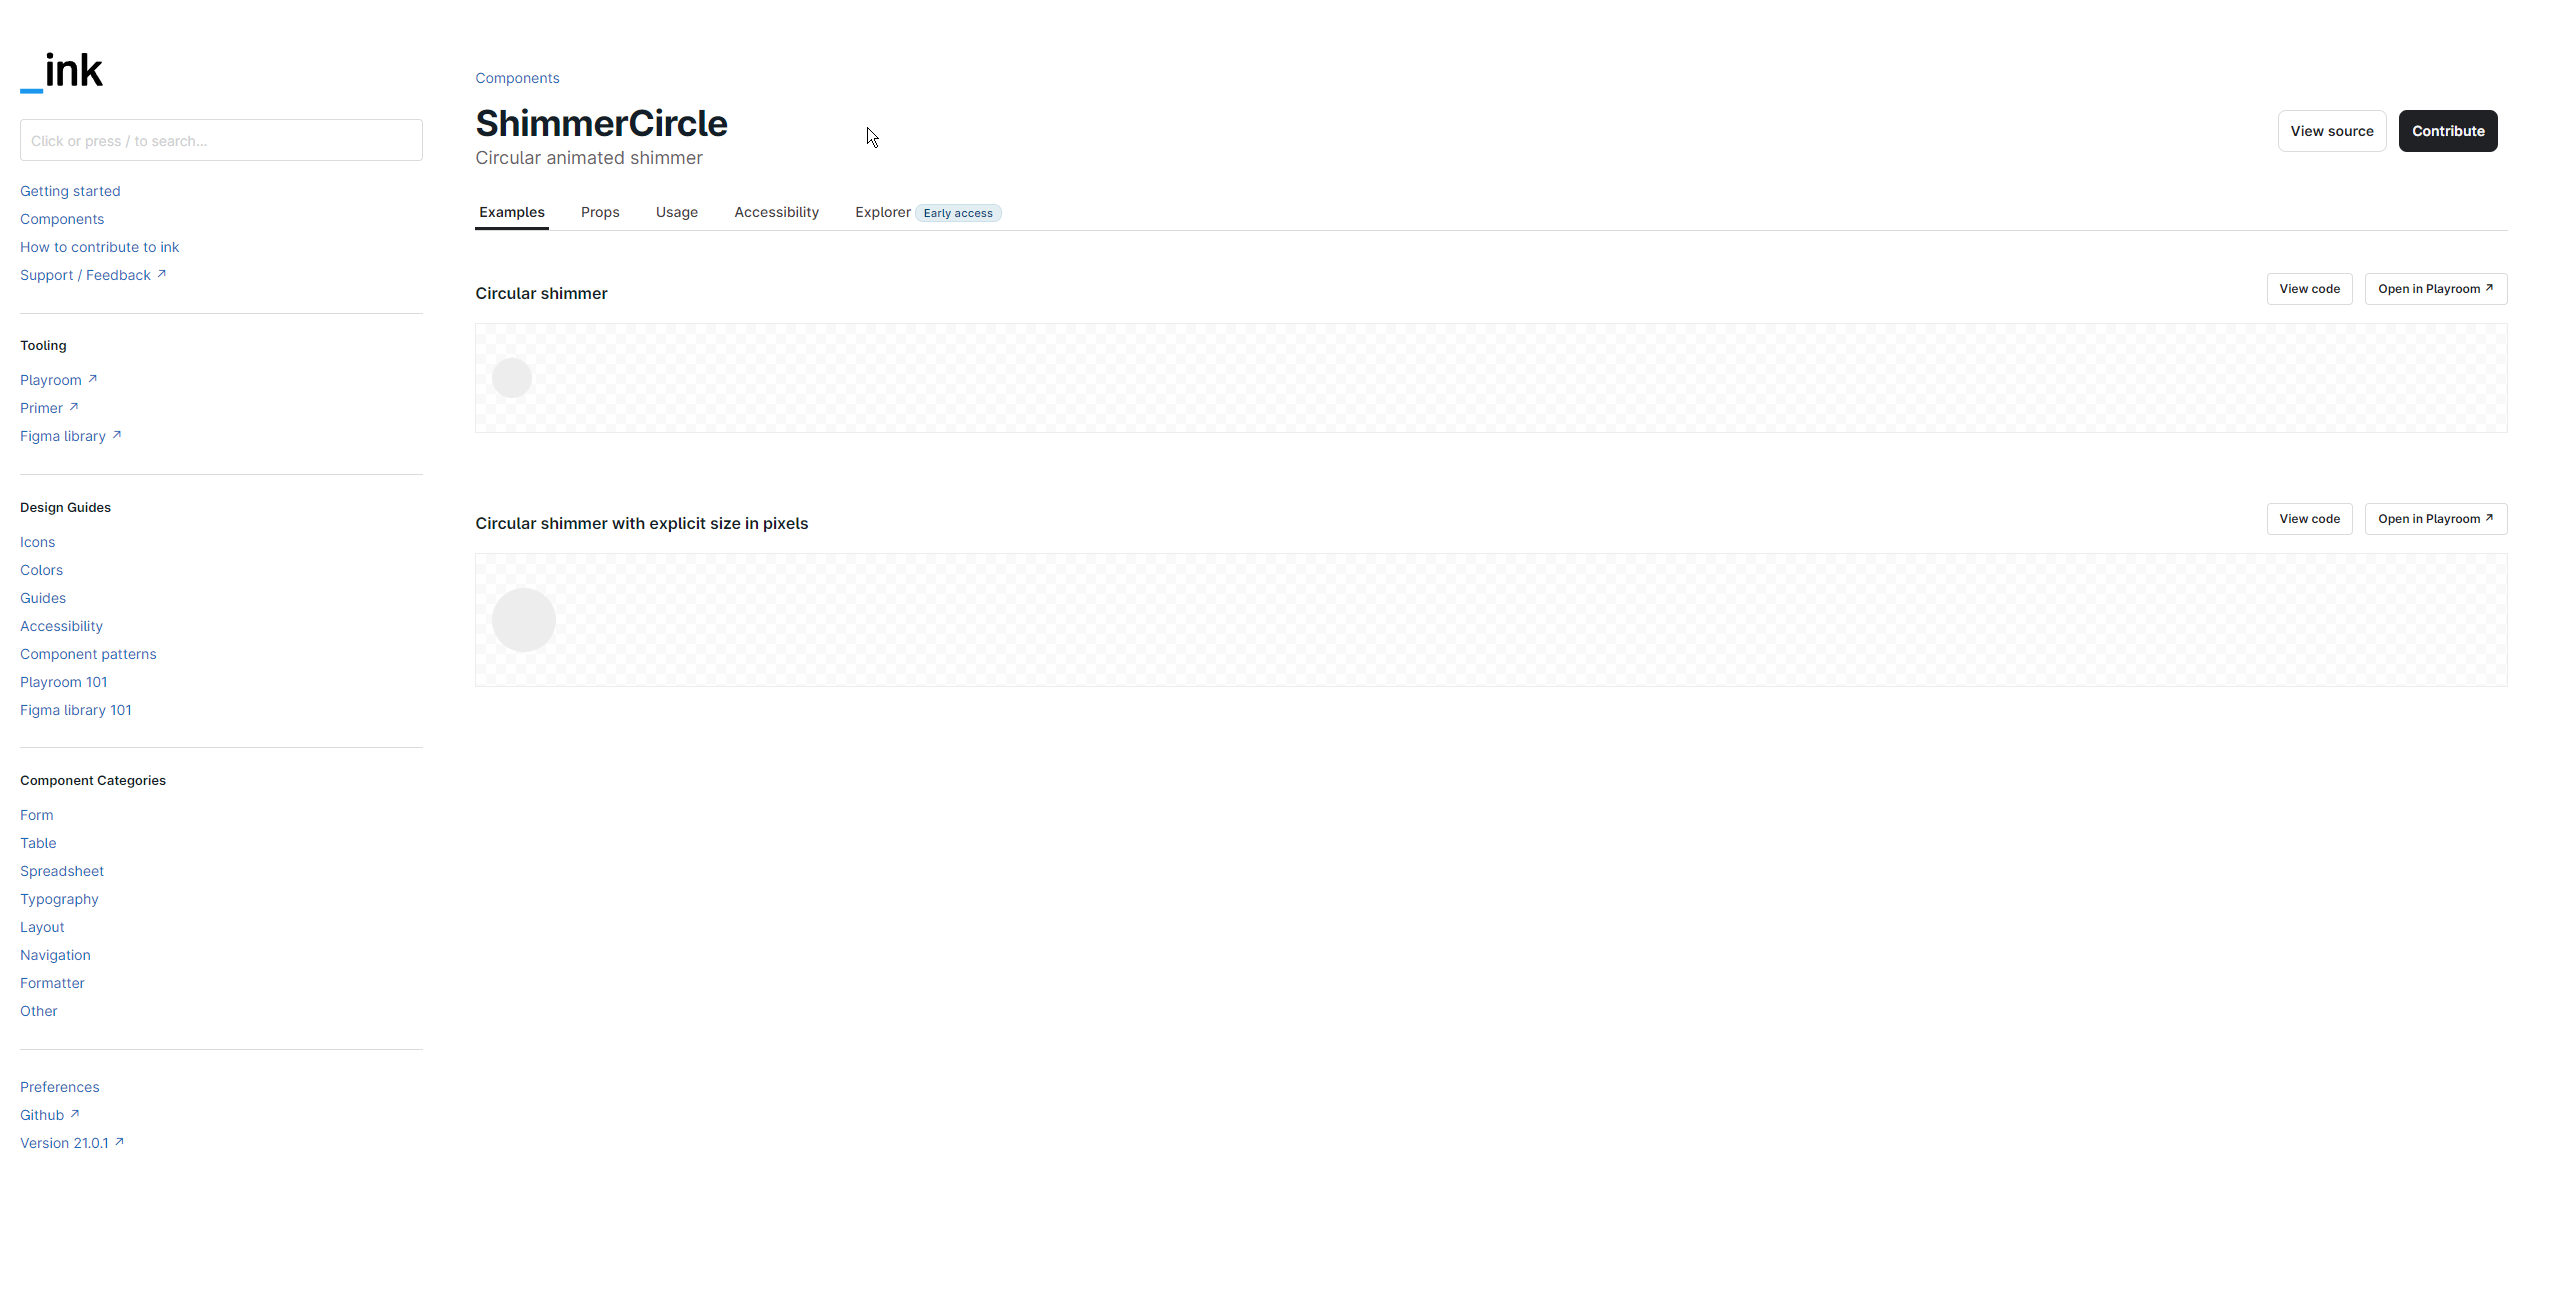 _ink
Click or press / to search...
Getting started
Components
How to contribute to ink
Support / Feedback ↗
Tooling
Playroom ↗
Primer ↗
Figma library ↗
Design Guides
Icons
Colors
Guides
Accessibility
Component patterns
Playroom 101
Figma library 101
Component Categories
Form
Table
Spreadsheet
Typography
Layout
Navigation
Formatter
Other
Preferences
Github ↗
Version 21.0.1 ↗
Components
ShimmerCircle
Circular animated shimmer
View source Contribute
Examples Props Usage Accessibility Explorer Early access
Circular shimmer
View code Open in Playroom ↗
Circular shimmer with explicit size in pixels
View code Open in Playroom ↗